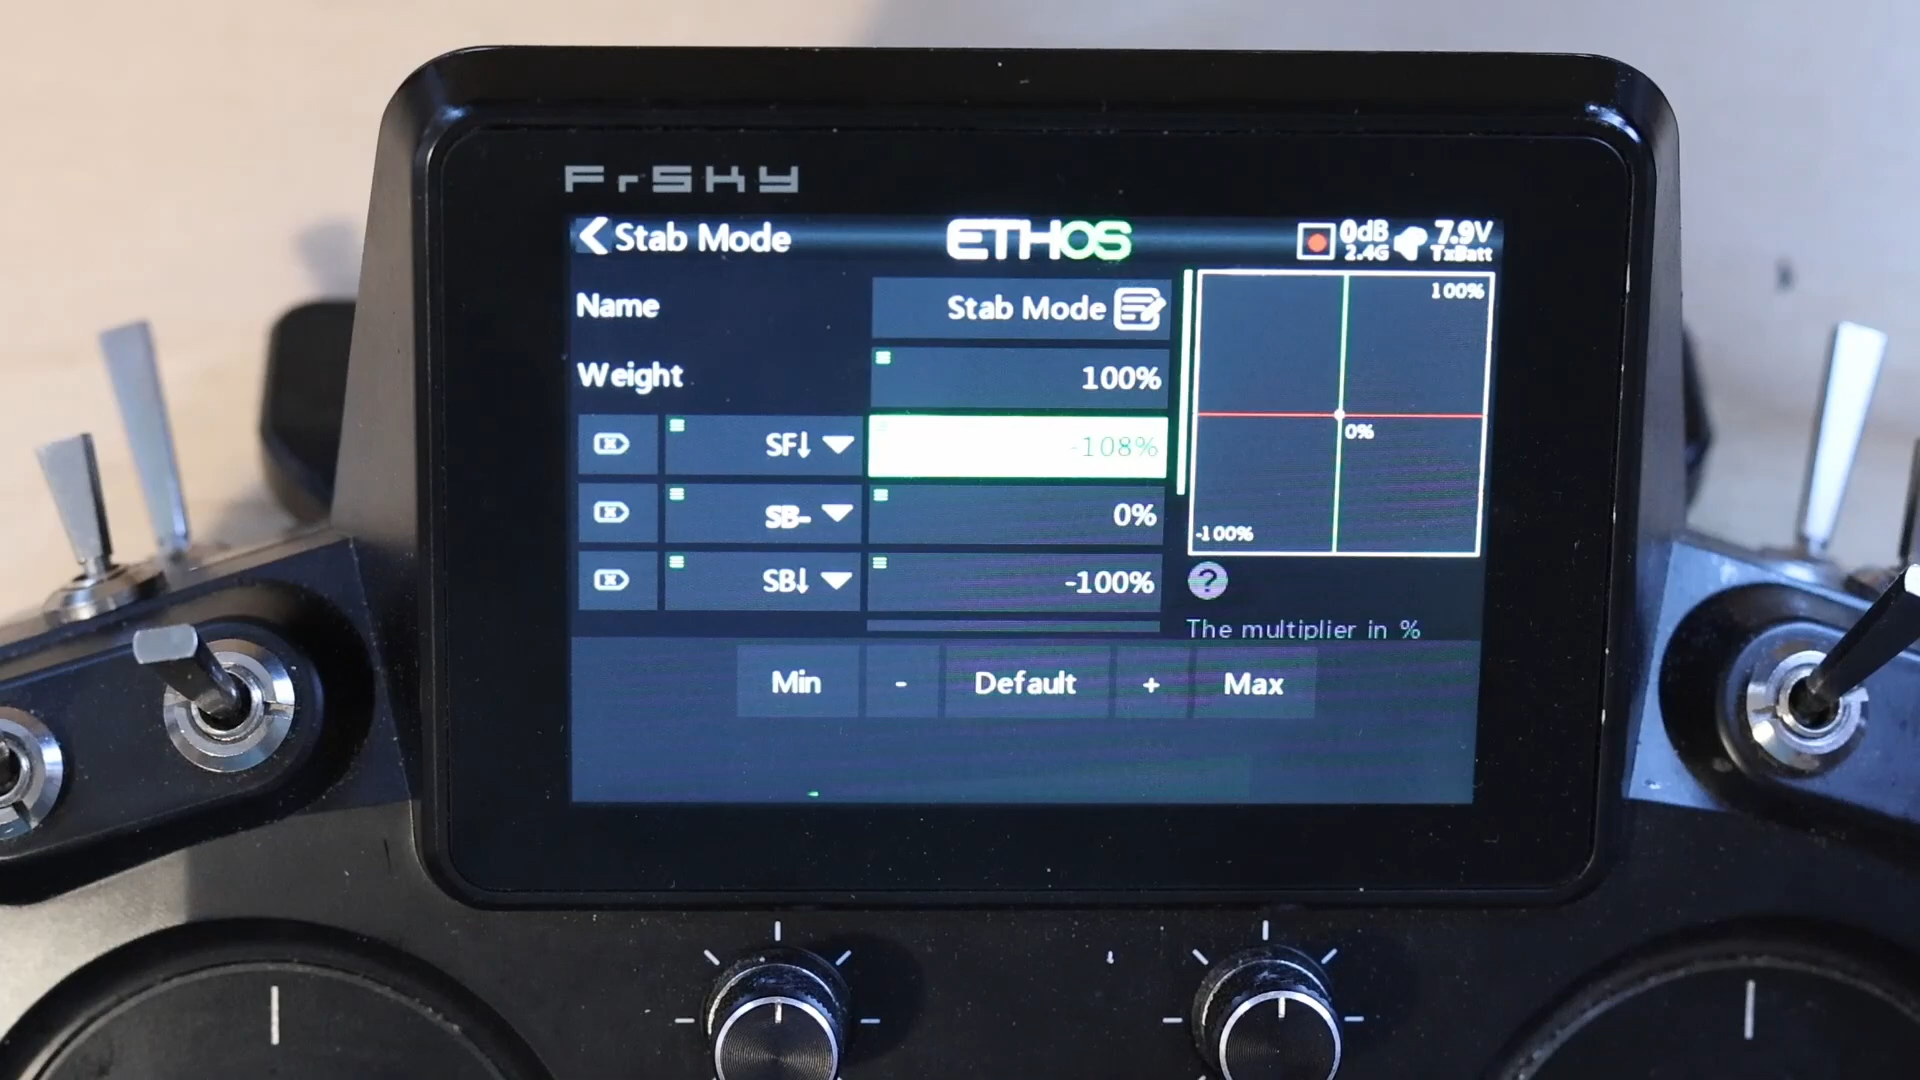 FrSKY
Stab Mode
ETHOS
0dB
2.4G
7.9V
TxBatt
Name
Stab Mode
Weight
100%
SF↓
-108%
SB-
0%
SB↓
-100%
100%
0%
-100%
?
The multiplier in %
Min
-
Default
+
Max